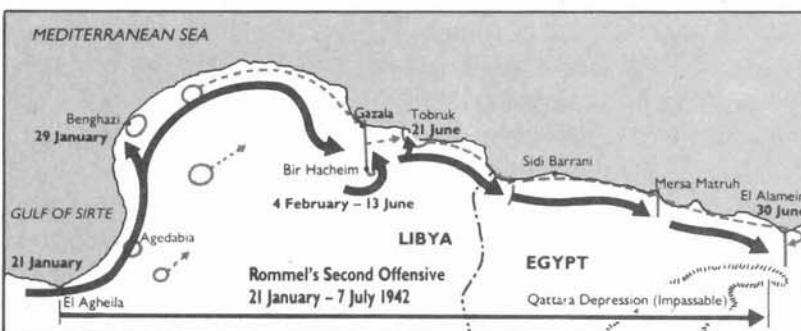 MEDITERRANEAN SEA
Benghazi
29 January
Gazala
Tobruk
21 June
Bir Hacheim
4 February – 13 June
Sidi Barrani
Mersa Matruh
El Alamein
30 June
GULF OF SIRTE
Agedabia
21 January
El Agheila
LIBYA
EGYPT
Rommel's Second Offensive
21 January – 7 July 1942
Qattara Depression (Impassable)